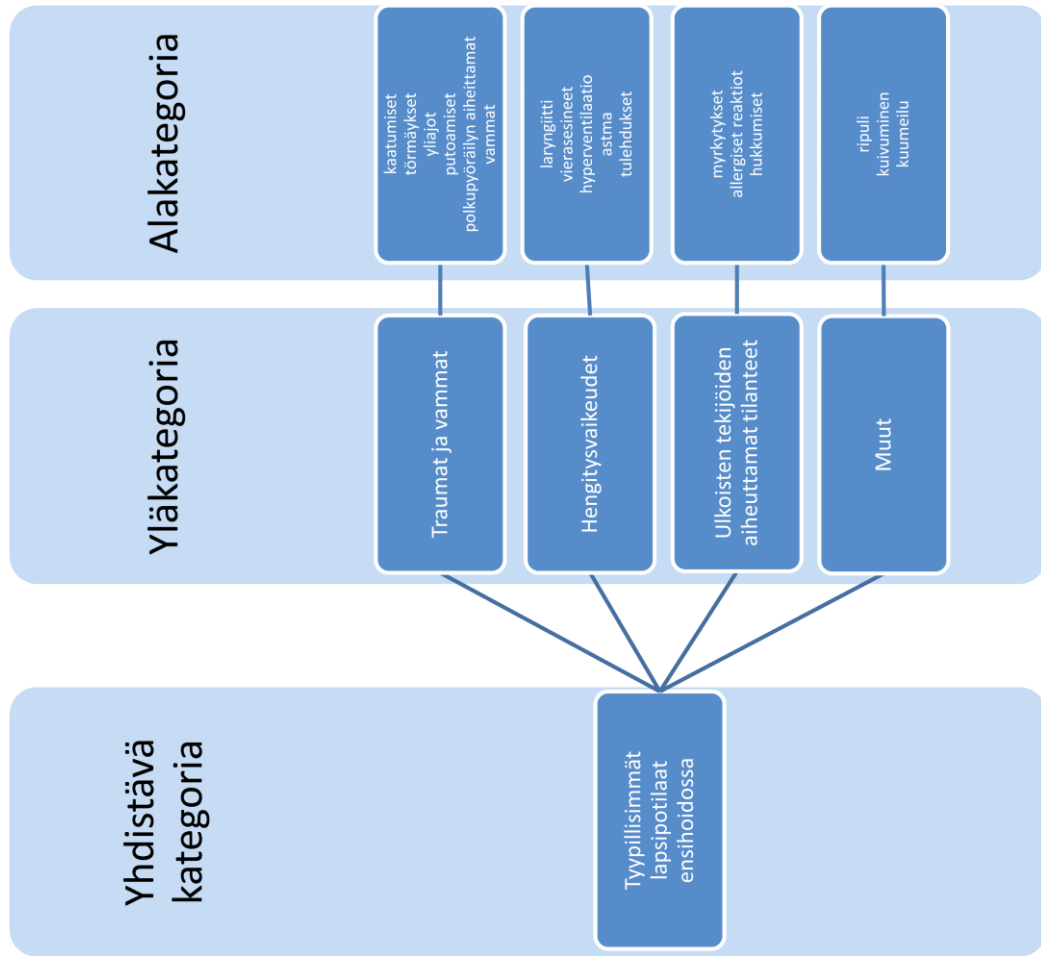 Yhdistävä
kategoria
Yläkategoria
Alakategoria
Tyypillisimmät
lapsipotilaat
ensihoidossa
Traumat ja vammat
kaatumiset
törmäykset
yliajot
putoamiset
polkupyöräilyn aiheittamat
vammat
Hengitysvaikeudet
laryngiitti
vierasesineet
hyperventilaatio
astma
tulehdukset
Ulkoisten tekijöiden
aiheuttamat tilanteet
myrkytykset
allergiset reaktiot
hukkumiset
Muut
ripuli
kuivuminen
kuumeilu